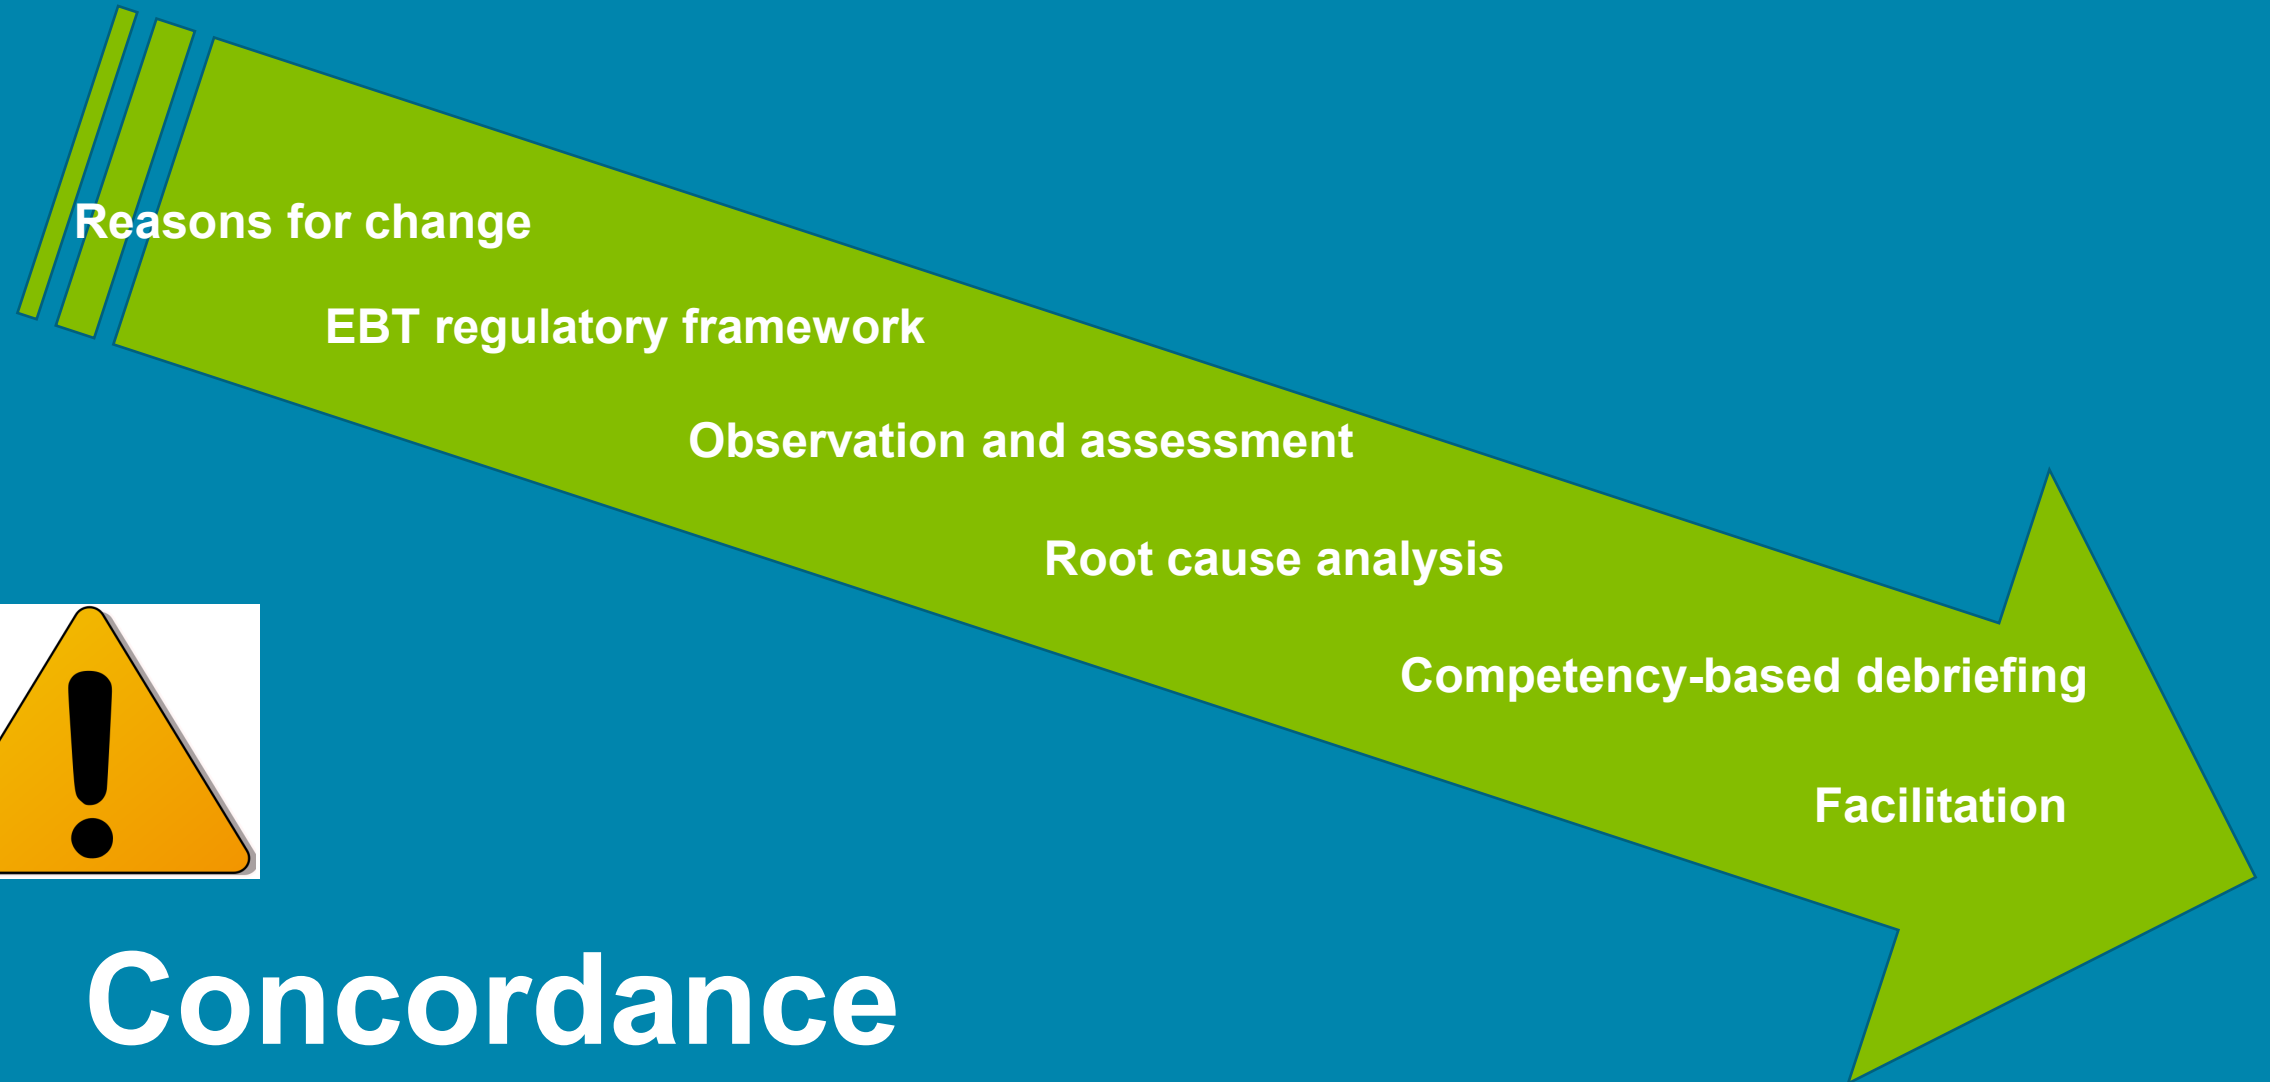 Reasons for change
EBT regulatory framework
Observation and assessment
Root cause analysis
Competency-based debriefing
Facilitation
Concordance